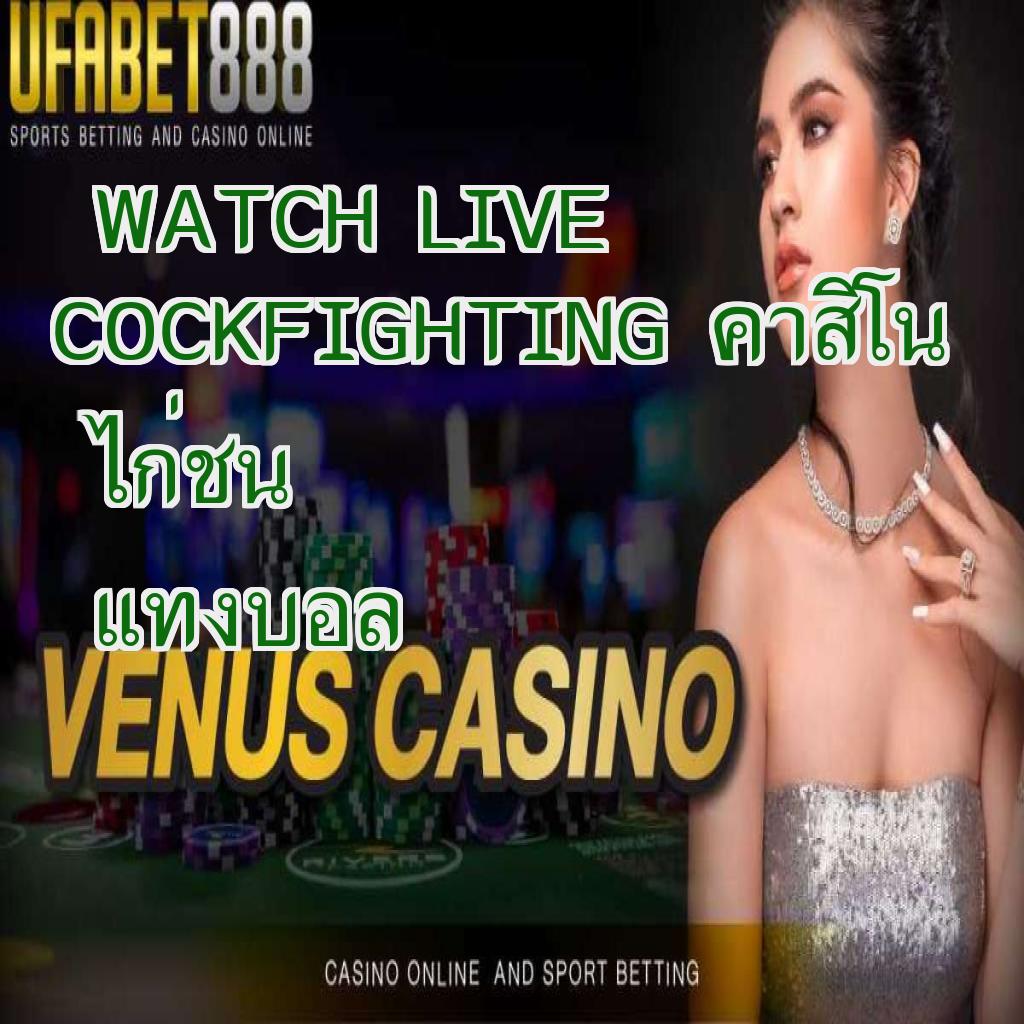 UFABET888
SPORTS BETTING AND CASINO ONLINE
WATCH LIVE
COCKFIGHTING คาสิโน
ไก่ชน
แทงบอล
VENUS CASINO
CASINO ONLINE AND SPORT BETTING